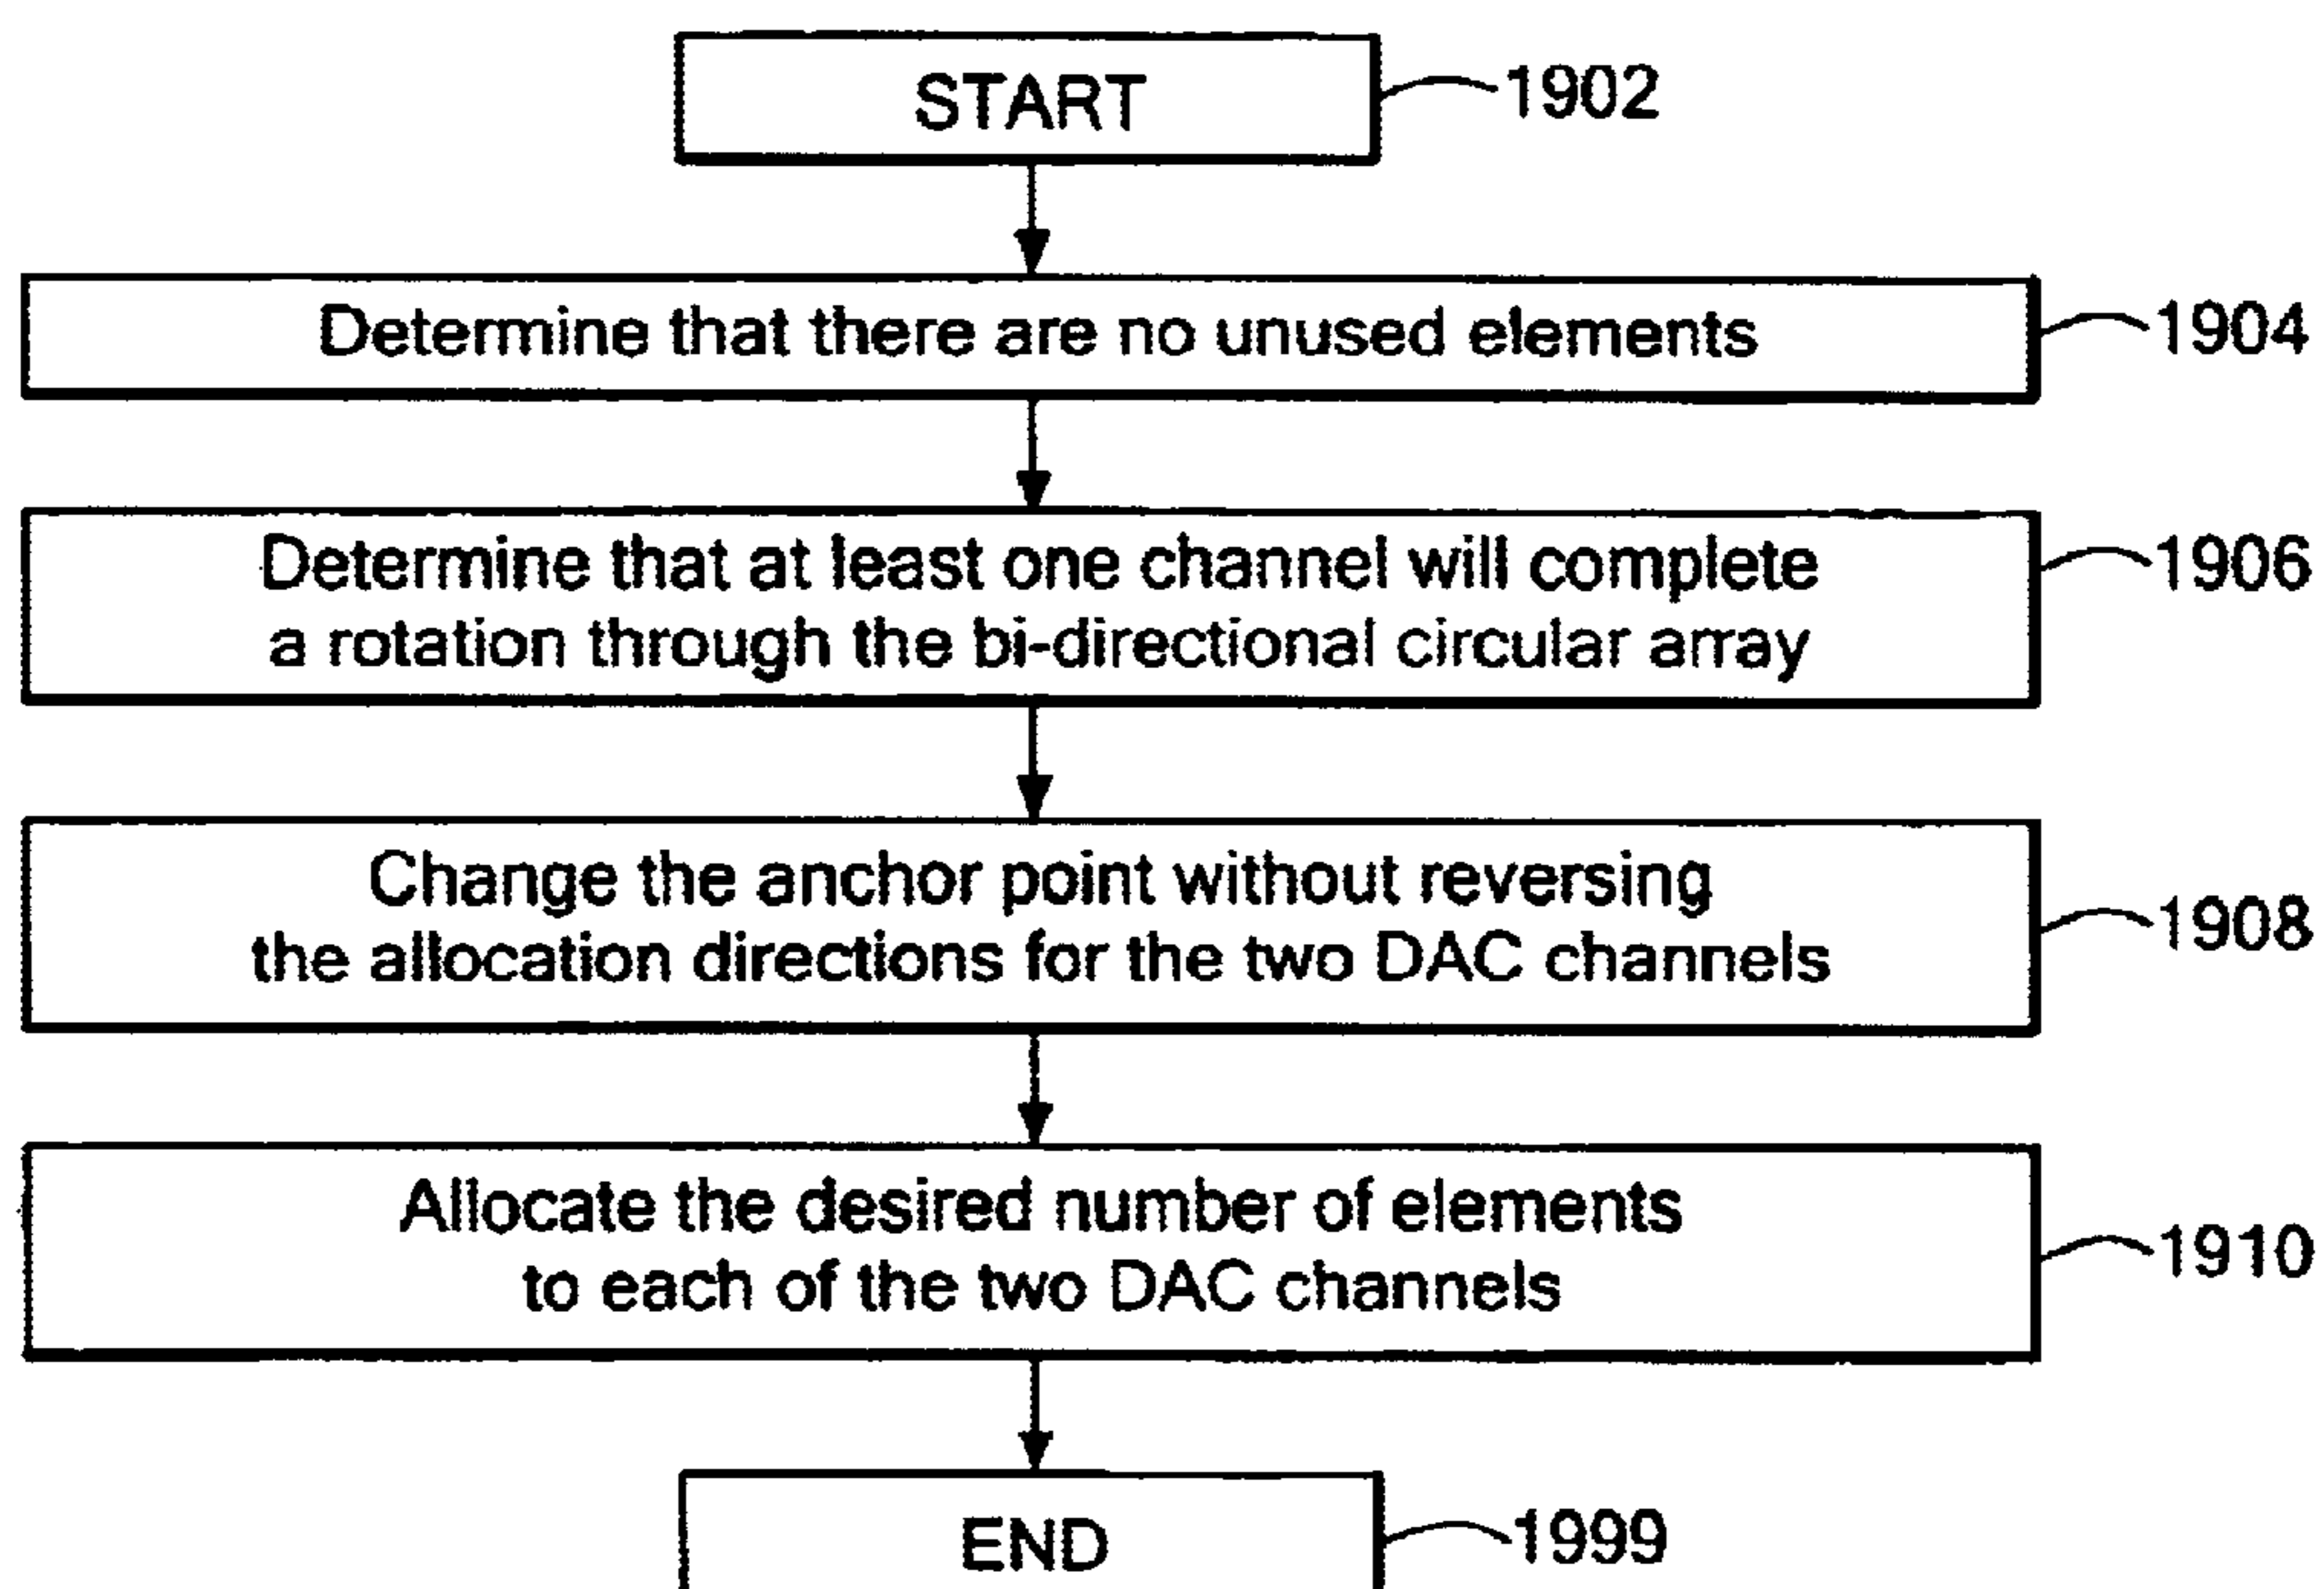 START
1902
Determine that there are no unused elements
1904
Determine that at least one channel will complete
a rotation through the bi-directional circular array
1906
Change the anchor point without reversing
the allocation directions for the two DAC channels
1908
Allocate the desired number of elements
to each of the two DAC channels
1910
END
1999